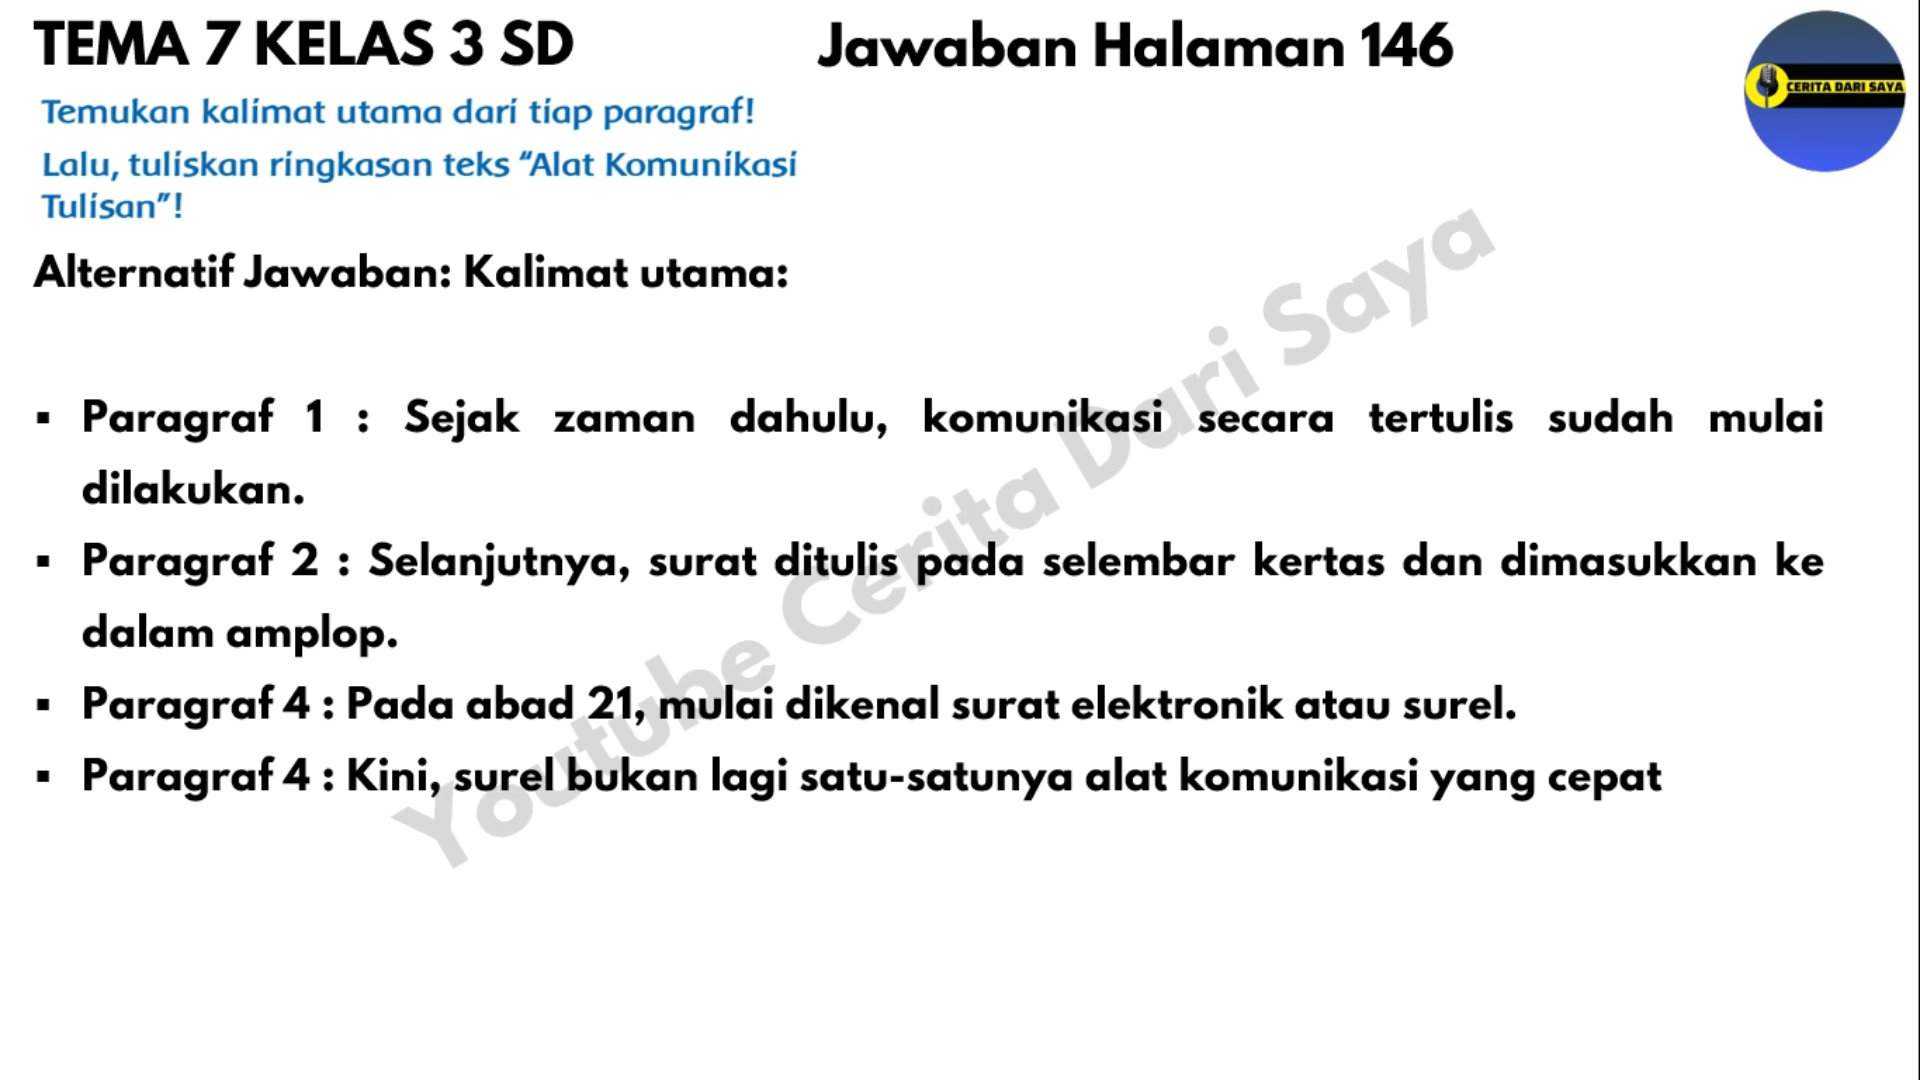 TEMA 7 KELAS 3 SD
Jawaban Halaman 146
CERITA DARI SAYA
Temukan kalimat utama dari tiap paragraf!
Lalu, tuliskan ringkasan teks “Alat Komunikasi
Tulisan”!
Alternatif Jawaban: Kalimat utama:
▪ Paragraf 1 : Sejak zaman dahulu, komunikasi secara tertulis sudah mulai
dilakukan.
▪ Paragraf 2 : Selanjutnya, surat ditulis pada selembar kertas dan dimasukkan ke
dalam amplop.
▪ Paragraf 4 : Pada abad 21, mulai dikenal surat elektronik atau surel.
▪ Paragraf 4 : Kini, surel bukan lagi satu-satunya alat komunikasi yang cepat
Youtube Cerita Dari Saya